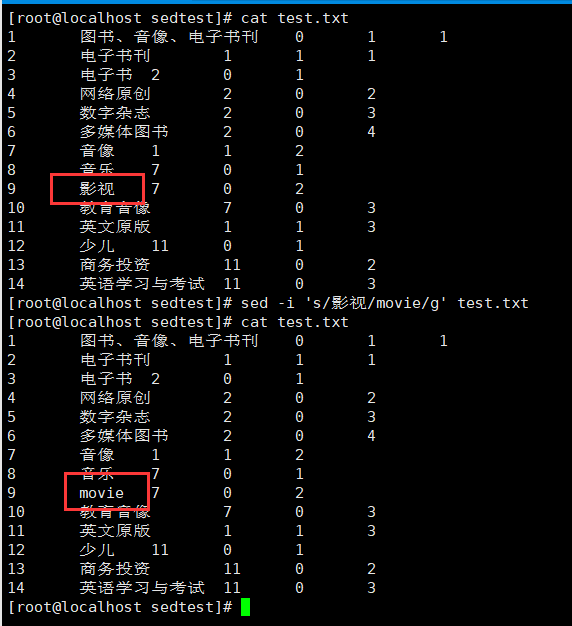 [root@localhost sedtest]# cat test.txt
1 图书、音像、电子书刊 0 1 1
2 电子书刊 1 1 1
3 电子书 2 0 1
4 网络原创 2 0 2
5 数字杂志 2 0 3
6 多媒体图书 2 0 4
7 音像 1 1 2
8 音乐 7 0 1
9 影视 7 0 2
10 教育音像 7 0 3
11 英文原版 1 1 3
12 少儿 11 0 1
13 商务投资 11 0 2
14 英语学习与考试 11 0 3
[root@localhost sedtest]# sed -i 's/影视/movie/g' test.txt
[root@localhost sedtest]# cat test.txt
1 图书、音像、电子书刊 0 1 1
2 电子书刊 1 1 1
3 电子书 2 0 1
4 网络原创 2 0 2
5 数字杂志 2 0 3
6 多媒体图书 2 0 4
7 音像 1 1 2
8 音乐 7 0 1
9 movie 7 0 2
10 教育音像 7 0 3
11 英文原版 1 1 3
12 少儿 11 0 1
13 商务投资 11 0 2
14 英语学习与考试 11 0 3
[root@localhost sedtest]#